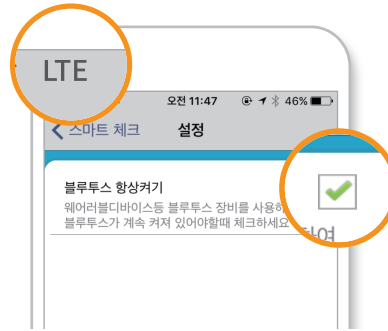 LTE
오전 11:47 46%
스마트 체크 설정
블루투스 항상켜기
웨어러블디바이스등 블루투스 장비를 사용하
블루투스가 계속 켜져 있어야할때 체크하세요
하여